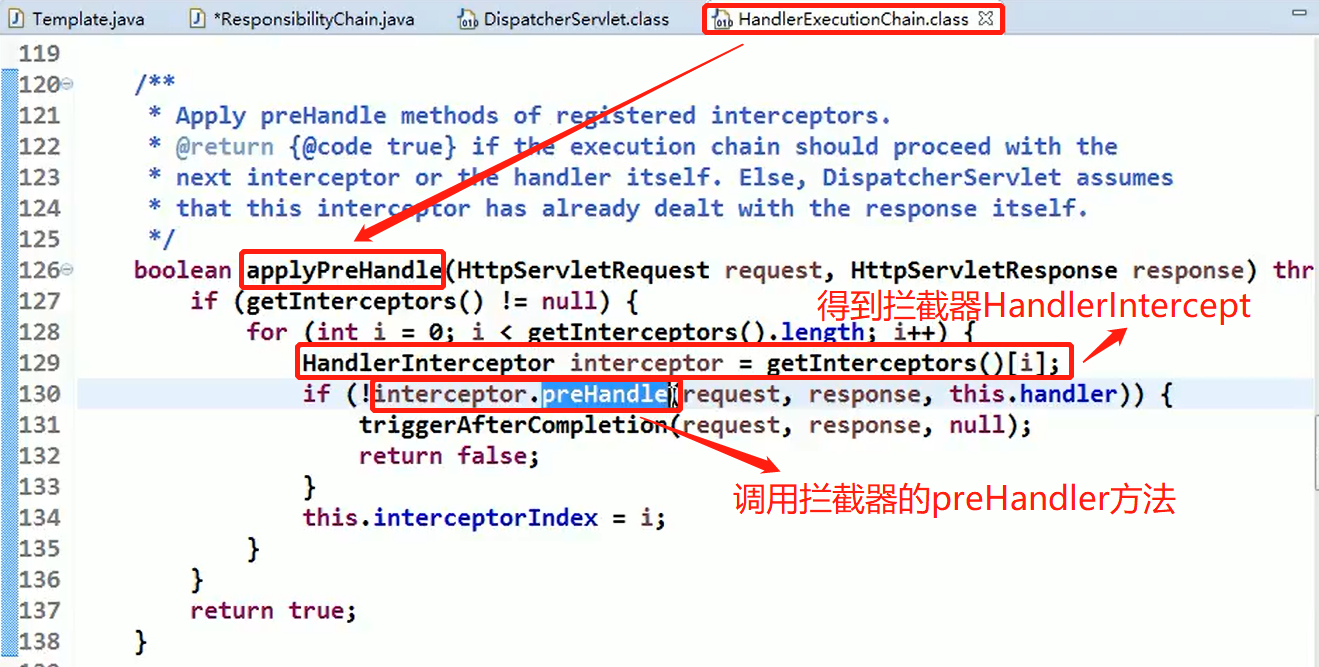 Template.java *ResponsibilityChain.java DispatcherServlet.class HandlerExecutionChain.class
119
120 /**
121 * Apply preHandle methods of registered interceptors.
122 * @return {@code true} if the execution chain should proceed with the
123 * next interceptor or the handler itself. Else, DispatcherServlet assumes
124 * that this interceptor has already dealt with the response itself.
125 */
126 boolean applyPreHandle(HttpServletRequest request, HttpServletResponse response) thr
127 if (getInterceptors() != null) {
得到拦截器HandlerIntercept
128 for (int i = 0; i < getInterceptors().length; i++) {
129 HandlerInterceptor interceptor = getInterceptors()[i];
130 if (!interceptor.preHandle(request, response, this.handler)) {
131 triggerAfterCompletion(request, response, null);
132 return false;
133 }
调用拦截器的preHandler方法
134 this.interceptorIndex = i;
135 }
136 }
137 return true;
138 }